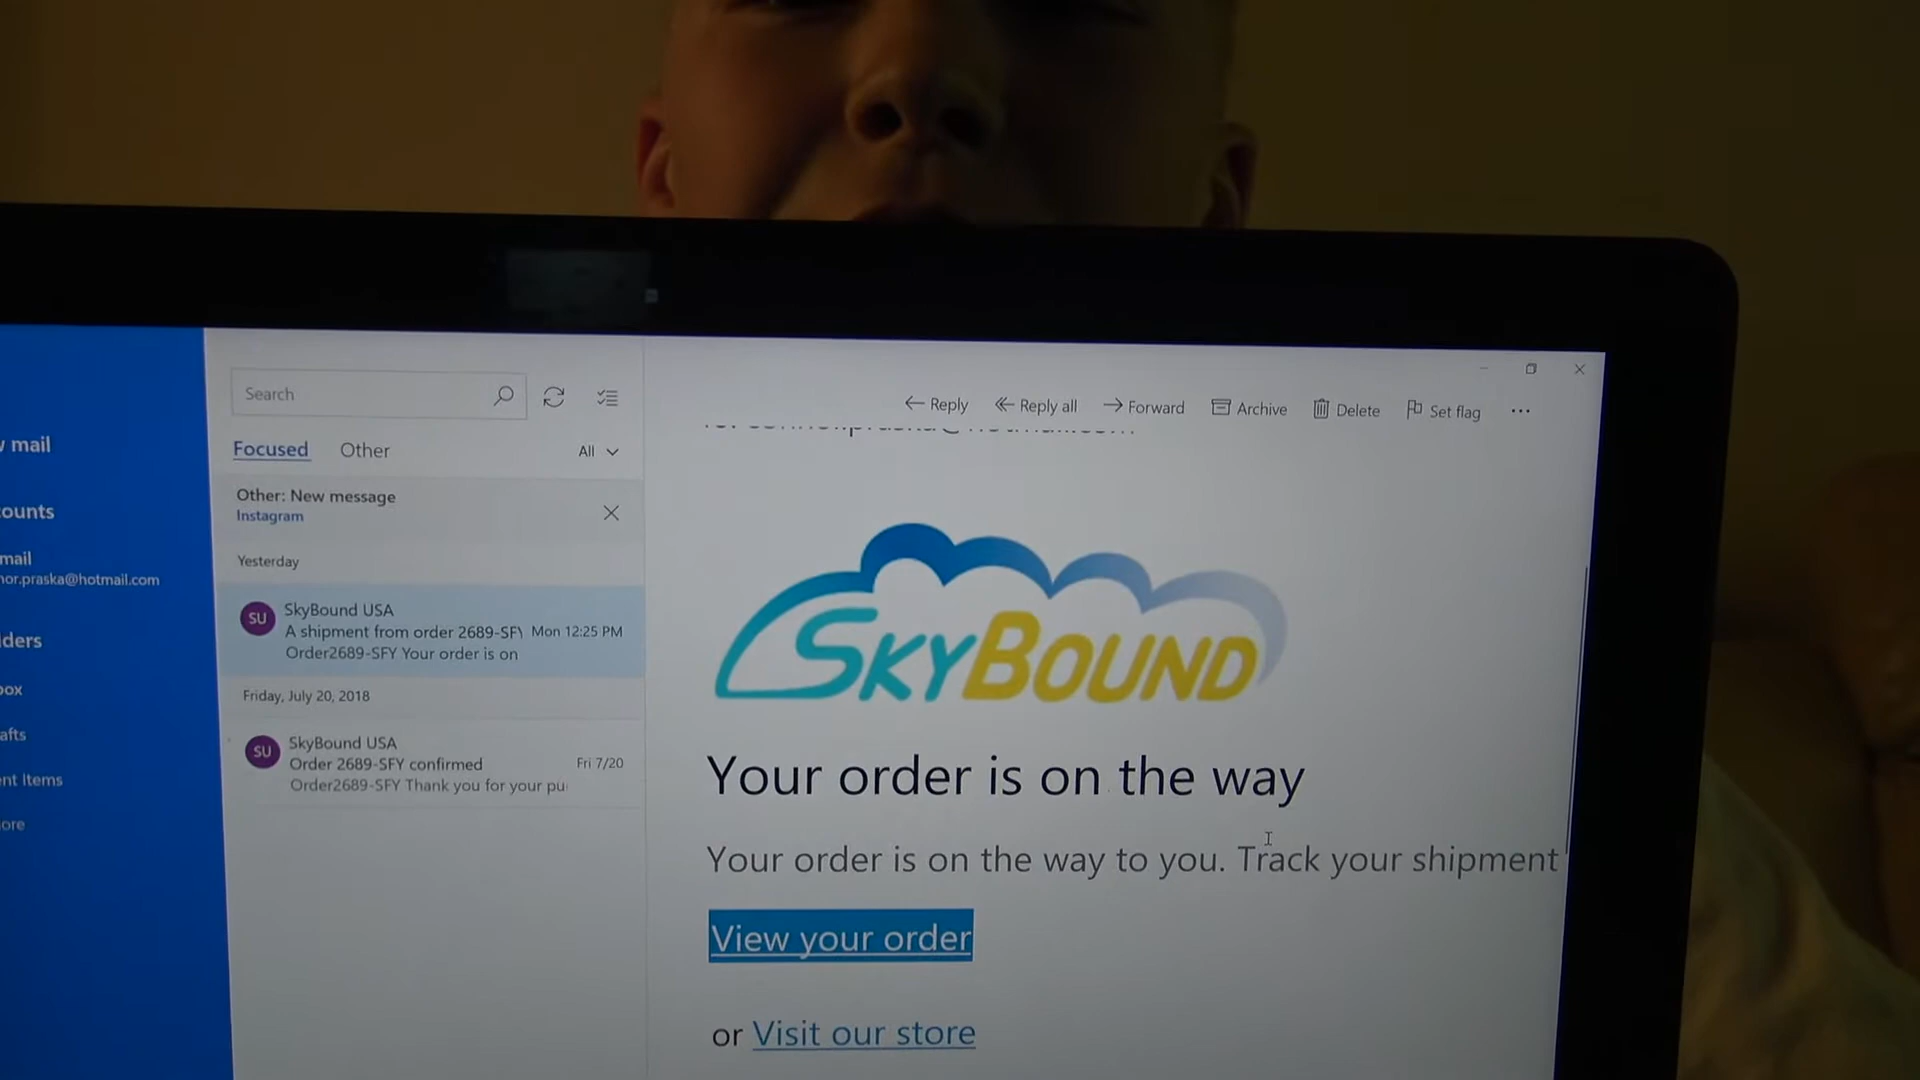 Search
Focused
Other
All
Other: New message
Instagram
Yesterday
SU
SkyBound USA
A shipment from order 2689-SFY
Mon 12:25 PM
Order2689-SFY Your order is on
Friday, July 20, 2018
SU
SkyBound USA
Order 2689-SFY confirmed
Fri 7/20
Order2689-SFY Thank you for your pu
mail
ounts
mail
nor.praska@hotmail.com
ders
ox
afts
nt Items
ore
Reply
Reply all
Forward
Archive
Delete
Set flag
SKYBOUND
Your order is on the way
Your order is on the way to you. Track your shipment
View your order
or Visit our store